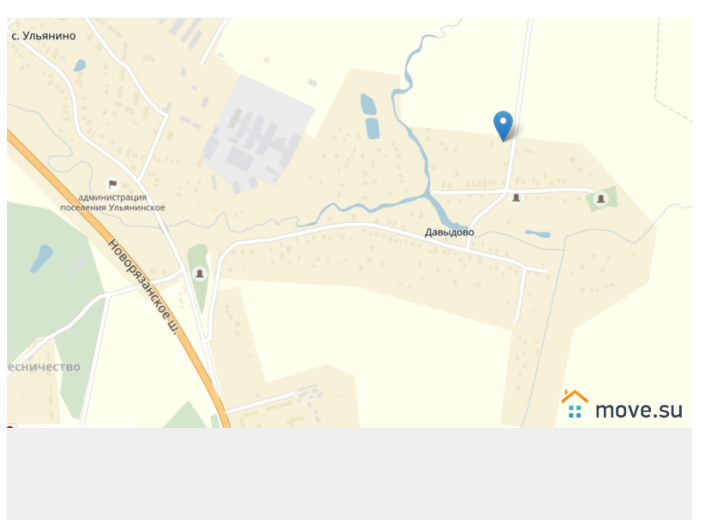 с. Ульянино
администрация
поселения Ульянинское
Давыдово
Новорязанское ш.
есничество
move.su